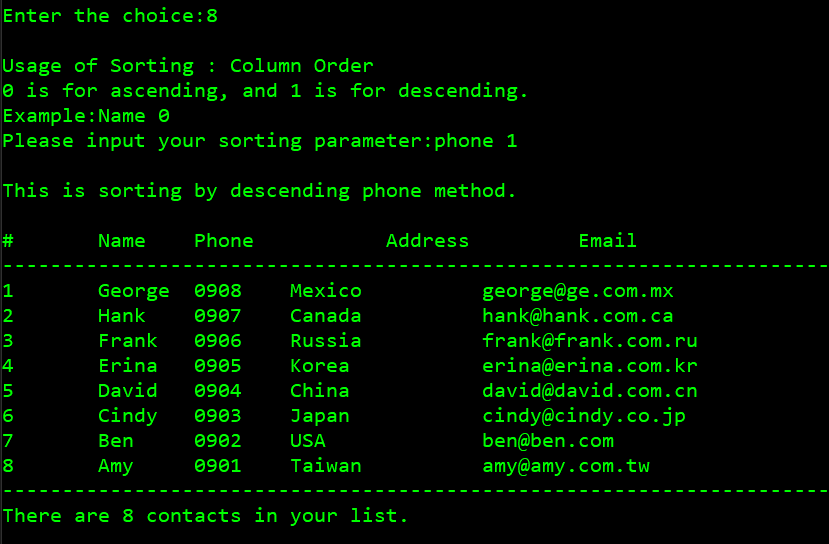 Enter the choice:8
Usage of Sorting : Column Order
0 is for ascending, and 1 is for descending.
Example:Name 0
Please input your sorting parameter:phone 1
This is sorting by descending phone method.
#       Name    Phone           Address         Email
---------------------------------------------------------------------
1       George  0908    Mexico          george@ge.com.mx
2       Hank    0907    Canada          hank@hank.com.ca
3       Frank   0906    Russia          frank@frank.com.ru
4       Erina   0905    Korea           erina@erina.com.kr
5       David   0904    China           david@david.com.cn
6       Cindy   0903    Japan           cindy@cindy.co.jp
7       Ben     0902    USA             ben@ben.com
8       Amy     0901    Taiwan          amy@amy.com.tw
---------------------------------------------------------------------
There are 8 contacts in your list.